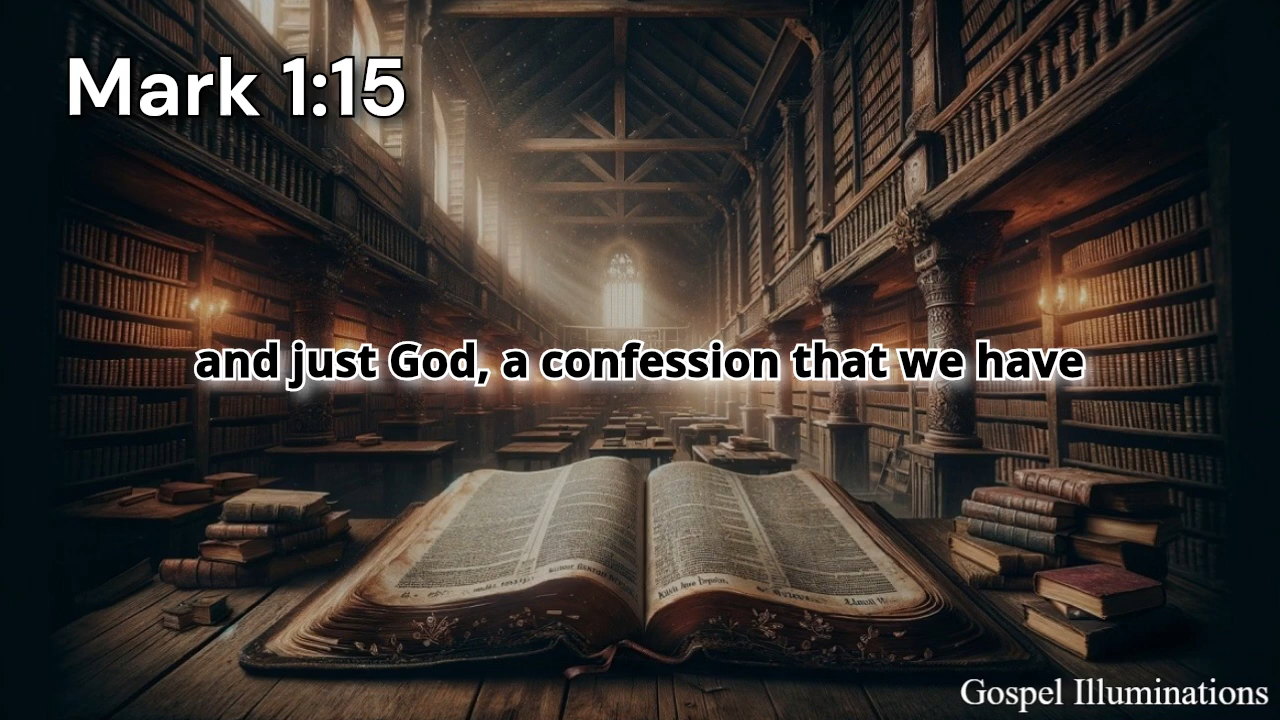 Mark 1:15
and just God, a confession that we have
Gospel Illuminations